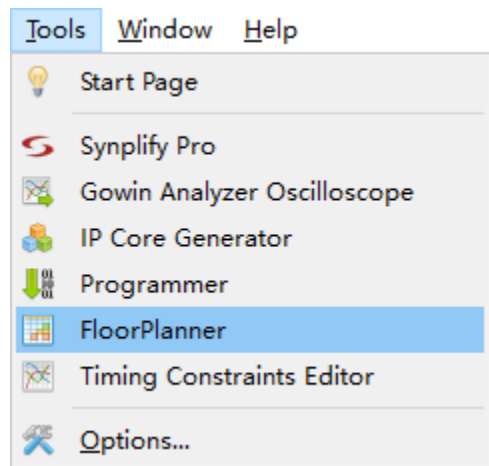 Tools Window Help
Start Page
Synplify Pro
Gowin Analyzer Oscilloscope
IP Core Generator
Programmer
FloorPlanner
Timing Constraints Editor
Options...